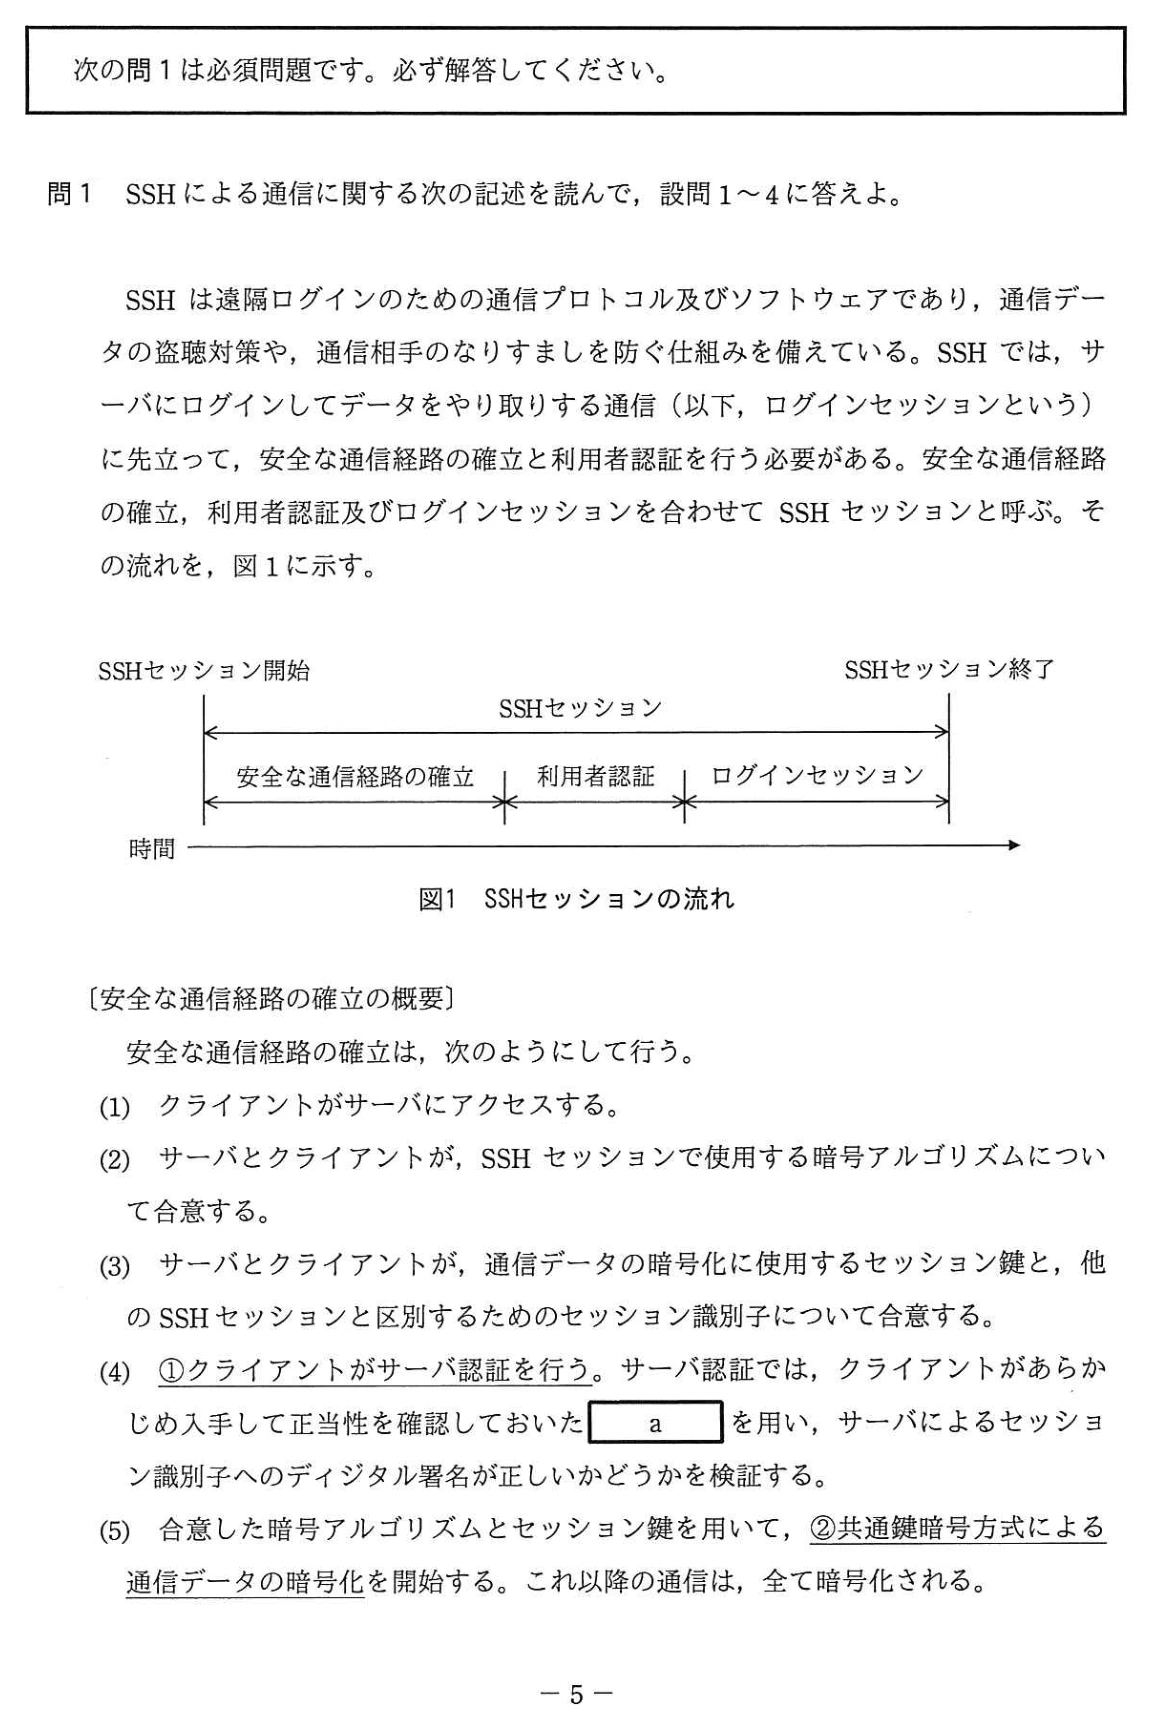 次の問1は必須問題です。必ず解答してください。
問1 SSHによる通信に関する次の記述を読んで，設問1～4に答えよ。
SSH は遠隔ログインのための通信プロトコル及びソフトウェアであり，通信デー
タの盗聴対策や，通信相手のなりすましを防ぐ仕組みを備えている。SSH では，サ
ーバにログインしてデータをやり取りする通信（以下，ログインセッションという）
に先立って，安全な通信経路の確立と利用者認証を行う必要がある。安全な通信経路
の確立，利用者認証及びログインセッションを合わせて SSH セッションと呼ぶ。そ
の流れを，図1に示す。
SSHセッション開始 SSHセッション終了
SSHセッション
安全な通信経路の確立 利用者認証 ログインセッション
時間
図1 SSHセッションの流れ
〔安全な通信経路の確立の概要〕
安全な通信経路の確立は，次のようにして行う。
(1) クライアントがサーバにアクセスする。
(2) サーバとクライアントが，SSH セッションで使用する暗号アルゴリズムについ
て合意する。
(3) サーバとクライアントが，通信データの暗号化に使用するセッション鍵と，他
の SSHセッションと区別するためのセッション識別子について合意する。
(4) ①クライアントがサーバ認証を行う。サーバ認証では，クライアントがあらか
じめ入手して正当性を確認しておいた a を用い，サーバによるセッショ
ン識別子へのディジタル署名が正しいかどうかを検証する。
(5) 合意した暗号アルゴリズムとセッション鍵を用いて，②共通鍵暗号方式による
通信データの暗号化を開始する。これ以降の通信は，全て暗号化される。
－ 5 －